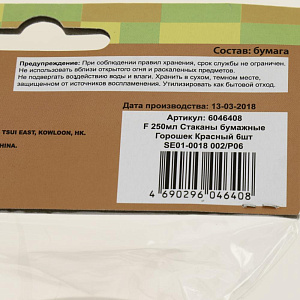 Состав: бумага
Предупреждение: При соблюдении правил хранения, срок службы не ограничен.
Не использовать вблизи открытого огня и раскаленных предметов.
Не подвергать воздействию воды и влаги. Хранить в сухом, темном месте,
защищенном от источников воспламенения. Утилизировать как бытовой отход.
Дата производства: 13-03-2018
TSUI EAST, KOWLOON, HK.
CHINA.
Артикул: 6046408
F 250мл Стаканы бумажные
Горошек Красный 6шт
SE01-0018 002/P06
4 690296 046408